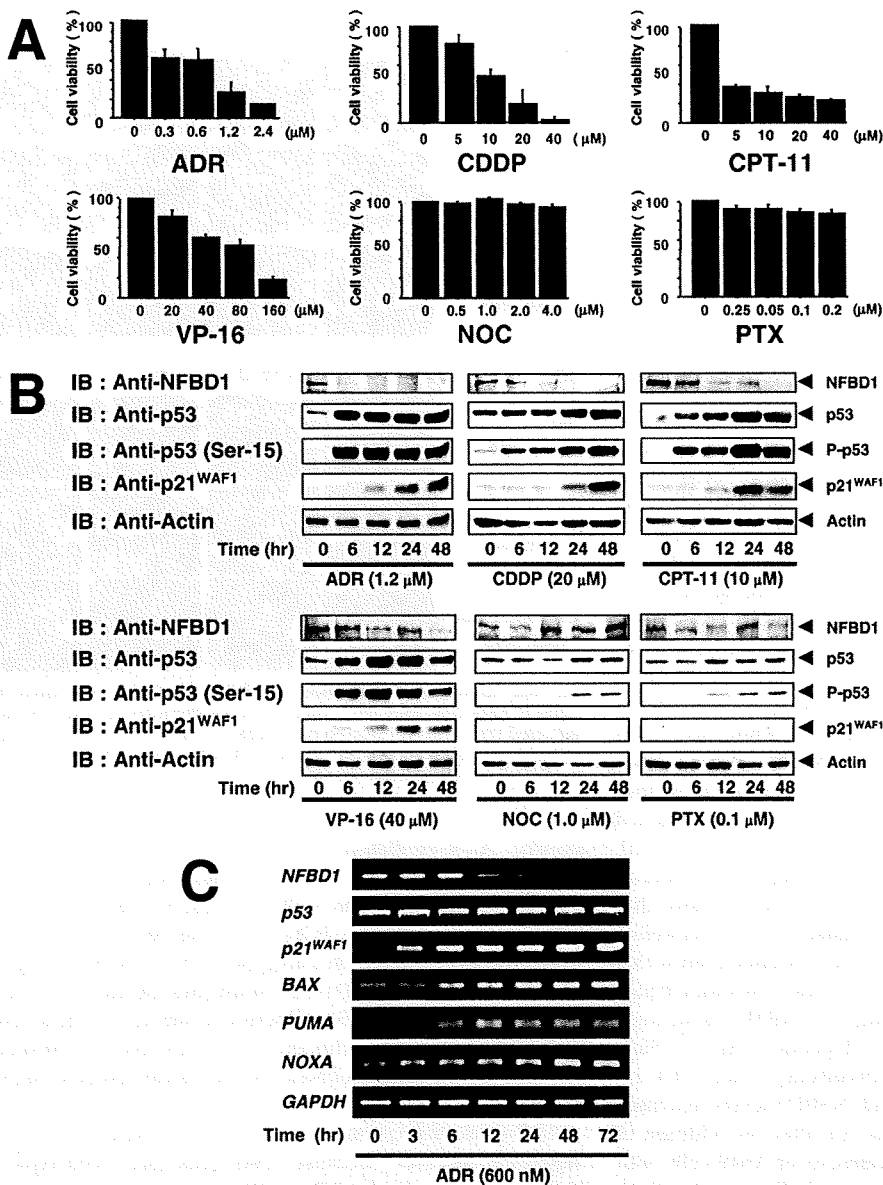 A
Cell viability ( % )
100
50
0
0 0.3 0.6 1.2 2.4 (μM)
ADR
Cell viability ( % )
100
50
0
0 5 10 20 40 ( μM)
CDDP
Cell viability ( % )
100
50
0
0 5 10 20 40 (μM)
CPT-11
Cell viability ( % )
100
50
0
0 20 40 80 160 (μM)
VP-16
Cell viability ( % )
100
50
0
0 0.5 1.0 2.0 4.0 (μM)
NOC
Cell viability ( % )
100
50
0
0 0.25 0.05 0.1 0.2 (μM)
PTX
B
IB : Anti-NFBD1 NFBD1
IB : Anti-p53 p53
IB : Anti-p53 (Ser-15) P-p53
IB : Anti-p21WAF1 p21WAF1
IB : Anti-Actin Actin
Time (hr) 0 6 12 24 48 0 6 12 24 48 0 6 12 24 48
ADR (1.2 μM) CDDP (20 μM) CPT-11 (10 μM)
IB : Anti-NFBD1 NFBD1
IB : Anti-p53 p53
IB : Anti-p53 (Ser-15) P-p53
IB : Anti-p21WAF1 p21WAF1
IB : Anti-Actin Actin
Time (hr) 0 6 12 24 48 0 6 12 24 48 0 6 12 24 48
VP-16 (40 μM) NOC (1.0 μM) PTX (0.1 μM)
C
NFBD1
p53
p21WAF1
BAX
PUMA
NOXA
GAPDH
Time (hr) 0 3 6 12 24 48 72
ADR (600 nM)